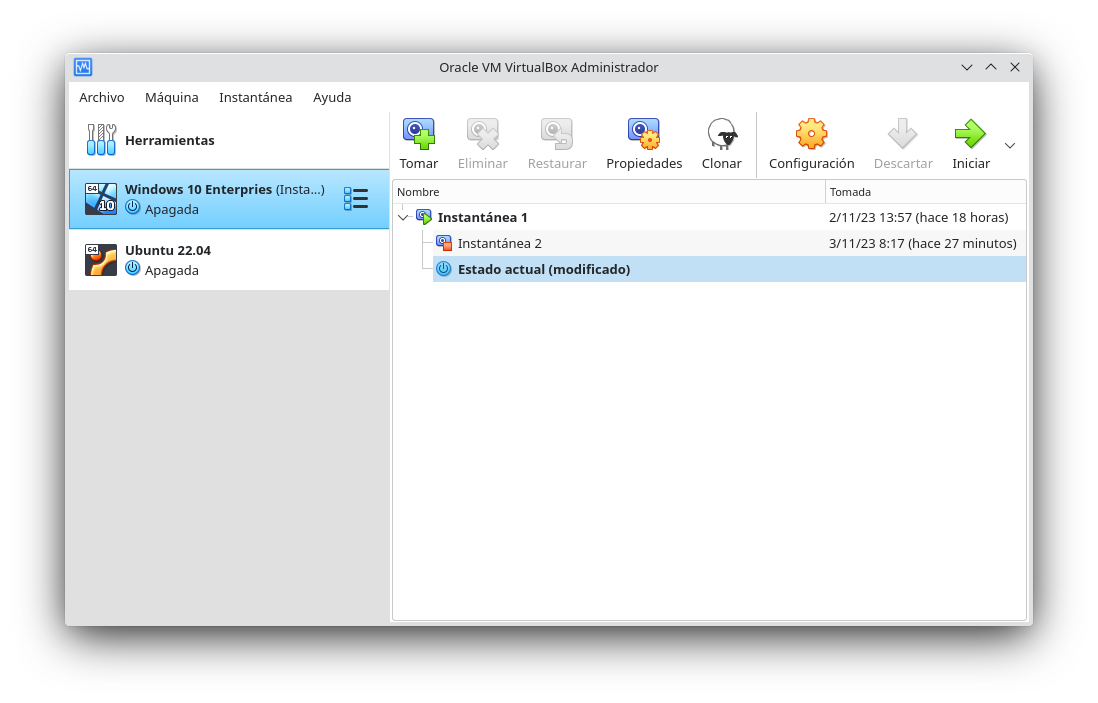 Oracle VM VirtualBox Administrador
Archivo Máquina Instantánea Ayuda
Herramientas
64
10
Windows 10 Enterpries (Insta...)
Apagada
64
Ubuntu 22.04
Apagada
Tomar Eliminar Restaurar Propiedades Clonar Configuración Descartar Iniciar
Nombre Tomada
Instantánea 1 2/11/23 13:57 (hace 18 horas)
Instantánea 2 3/11/23 8:17 (hace 27 minutos)
Estado actual (modificado)